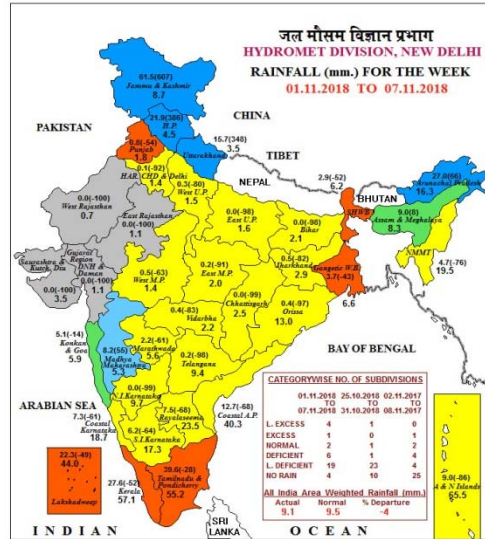 जल मौसम विज्ञान प्रभाग
HYDROMET DIVISION, NEW DELHI
RAINFALL (mm.) FOR THE WEEK
01.11.2018 TO 07.11.2018
61.5(607)
Jammu & Kashmir
8.7
CHINA
21.9(386)
H.P.
4.5
PAKISTAN
15.7(348)
3.5
Uttarakhand
TIBET
0.8(-54)
Punjab
1.8
0.1(-92)
HAR. CHD & Delhi
1.4
0.3(-80)
West U.P.
1.5
NEPAL
2.9(-52)
6.2
BHUTAN
27.0(66)
Arunachal Pradesh
16.3
0.0(-100)
West Rajasthan
0.7
East Rajasthan
0.0(-100)
1.1
0.0(-98)
East U.P.
1.6
0.0(-98)
Bihar
2.1
SHWB
9.0(8)
Assam & Meghalaya
8.3
4.7(-76)
NMMT
19.5
Gujarat
Region
DNH &
Daman
0.0(-100)
1.1
Saurashtra &
Kutch, Diu
0.0(-100)
3.5
0.5(-63)
West M.P.
1.4
0.2(-91)
East M.P.
2.0
0.5(-82)
Jharkhand
2.9
Gangetic W.B.
3.7(-43)
6.6
0.4(-83)
Vidarbha
2.2
0.0(-99)
Chhattisgarh
2.5
0.4(-97)
Orissa
13.0
5.1(-14)
Konkan & Goa
5.9
8.2(55)
Madhya
Maharashtra
5.3
2.2(-61)
Marathwada
5.6
0.2(-98)
Telangana
9.4
BAY OF BENGAL
ARABIAN SEA
0.0(-99)
N.I.Karnataka
9.7
7.3(-61)
Coastal
Karnataka
18.7
7.5(-68)
Rayalaseema
23.5
12.7(-68)
Coastal A.P.
40.3
6.2(-64)
S.I.Karnataka
17.3
22.3(-49)
44.0
Lakshadweep
27.6(-52)
Kerala
57.1
39.6(-28)
Tamilnadu &
Pondicherry
55.2
CATEGORYWISE NO. OF SUBDIVISIONS
01.11.2018 25.10.2018 02.11.2017
TO TO TO
07.11.2018 31.10.2018 08.11.2017
L. EXCESS 4 1 0
EXCESS 1 0 1
NORMAL 2 1 2
DEFICIENT 6 1 4
L. DEFICIENT 19 23 4
NO RAIN 4 10 25
All India Area Weighted Rainfall (mm.)
Actual Normal % Departure
9.1 9.5 -4
9.0(-86)
A & N Islands
65.5
SRI
LANKA
INDIAN OCEAN